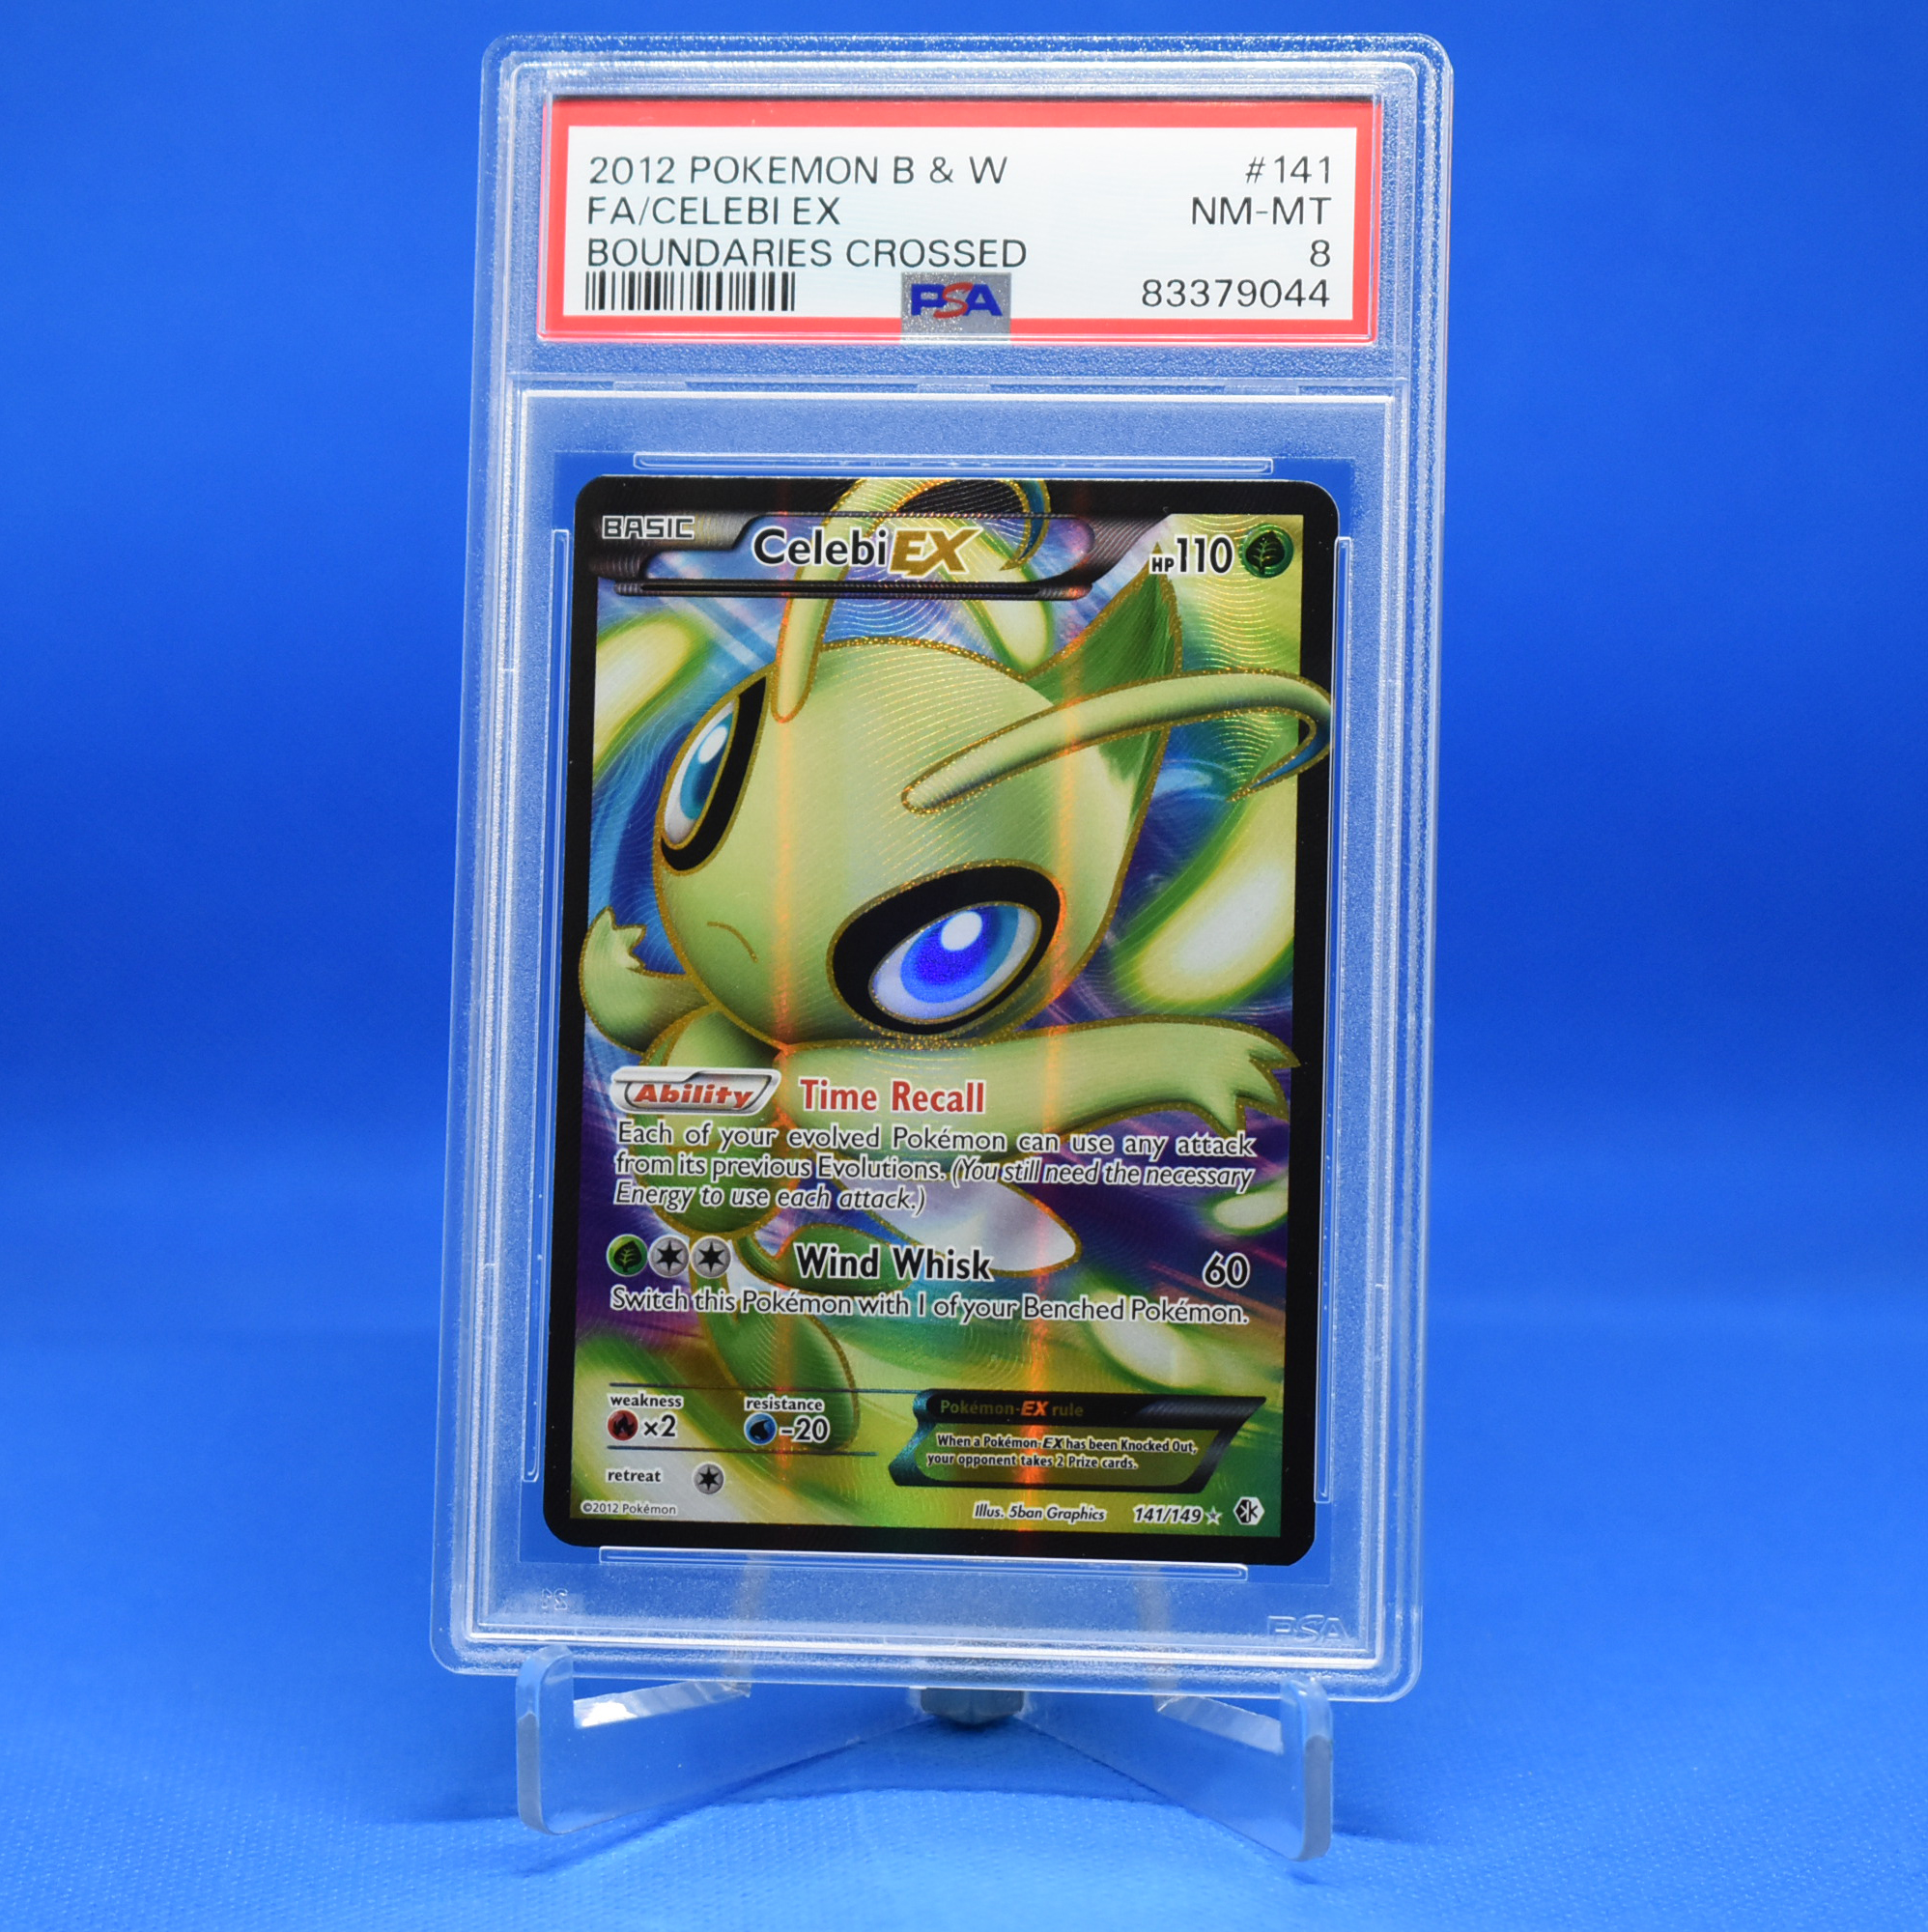 2012 POKEMON B & W #141
FA/CELEBI EX NM-MT
BOUNDARIES CROSSED 8
PSA 83379044
BASIC Celebi EX HP110
Ability Time Recall
Each of your evolved Pokémon can use any attack
from its previous Evolutions. (You still need the necessary
Energy to use each attack.)
Wind Whisk 60
Switch this Pokémon with 1 of your Benched Pokémon.
weakness resistance
×2 -20
Pokémon-EX rule
When a Pokémon-EX has been Knocked Out,
your opponent takes 2 Prize cards.
retreat
©2012 Pokémon Illus. 5ban Graphics 141/149
PSA